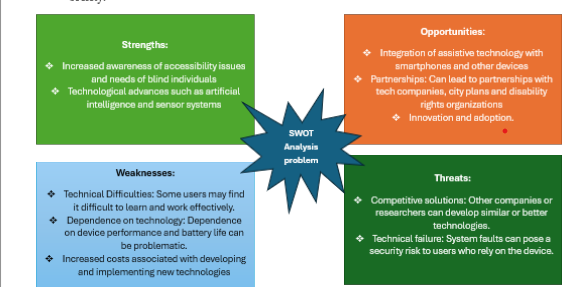 Strengths:
❖ Increased awareness of accessibility issues
and needs of blind individuals
❖ Technological advances such as artificial
intelligence and sensor systems
Opportunities:
❖ Integration of assistive technology with
smartphones and other devices
❖ Partnerships: Can lead to partnerships with
tech companies, city plans and disability
rights organizations
❖ Innovation and adoption.
SWOT
Analysis
problem
Weaknesses:
❖ Technical Difficulties: Some users may find
it difficult to learn and work effectively.
❖ Dependence on technology: Dependence
on device performance and battery life can
be problematic.
❖ Increased costs associated with developing
and implementing new technologies
Threats:
❖ Competitive solutions: Other companies or
researchers can develop similar or better
technologies.
❖ Technical failure: System faults can pose a
security risk to users who rely on the device.